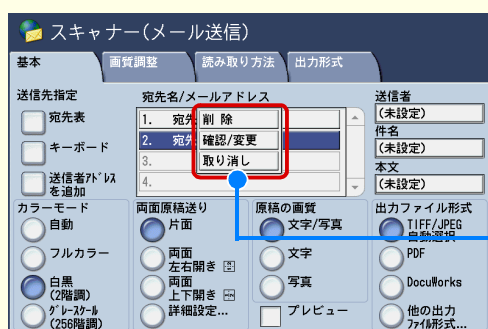 スキャナー(メール送信)
基本 画質調整 読み取り方法 出力形式
送信先指定
宛先表
キーボード
送信者ｱﾄﾞﾚｽ
を追加
宛先名/メールアドレス
1. 宛先
2. 宛先
3.
4.
削 除
確認/変更
取り消し
送信者
(未設定)
件名
(未設定)
本文
(未設定)
カラーモード
自動
フルカラー
白黒
(2階調)
ｸﾞﾚｰｽｹｰﾙ
(256階調)
両面原稿送り
片面
両面
左右開き
両面
上下開き
詳細設定...
原稿の画質
文字/写真
文字
写真
プレビュー
出力ファイル形式
TIFF/JPEG
自動選択
PDF
DocuWorks
他の出力
ﾌｧｲﾙ形式...